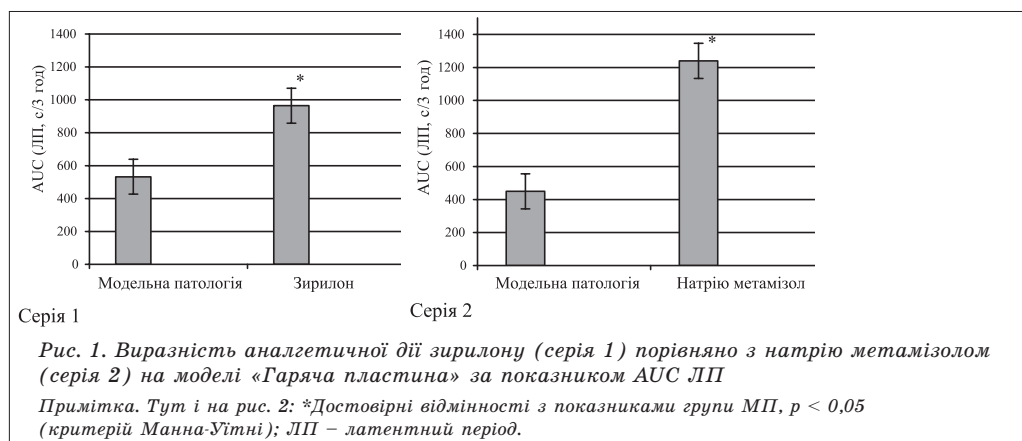 1400
1200
1000
800
600
400
200
0
AUC (ЛП, с/3 год)
*
Модельна патологія
Зирилон
Серія 1
1400
1200
1000
800
600
400
200
0
AUC (ЛП, с/3 год)
*
Модельна патологія
Натрію метамізол
Серія 2
Рис. 1. Виразність аналгетичної дії зирилону (серія 1) порівняно з натрію метамізолом
(серія 2) на моделі «Гаряча пластина» за показником AUC ЛП
Примітка. Тут і на рис. 2: *Достовірні відмінності з показниками групи МП, p < 0,05
(критерій Манна-Уїтні); ЛП – латентний період.